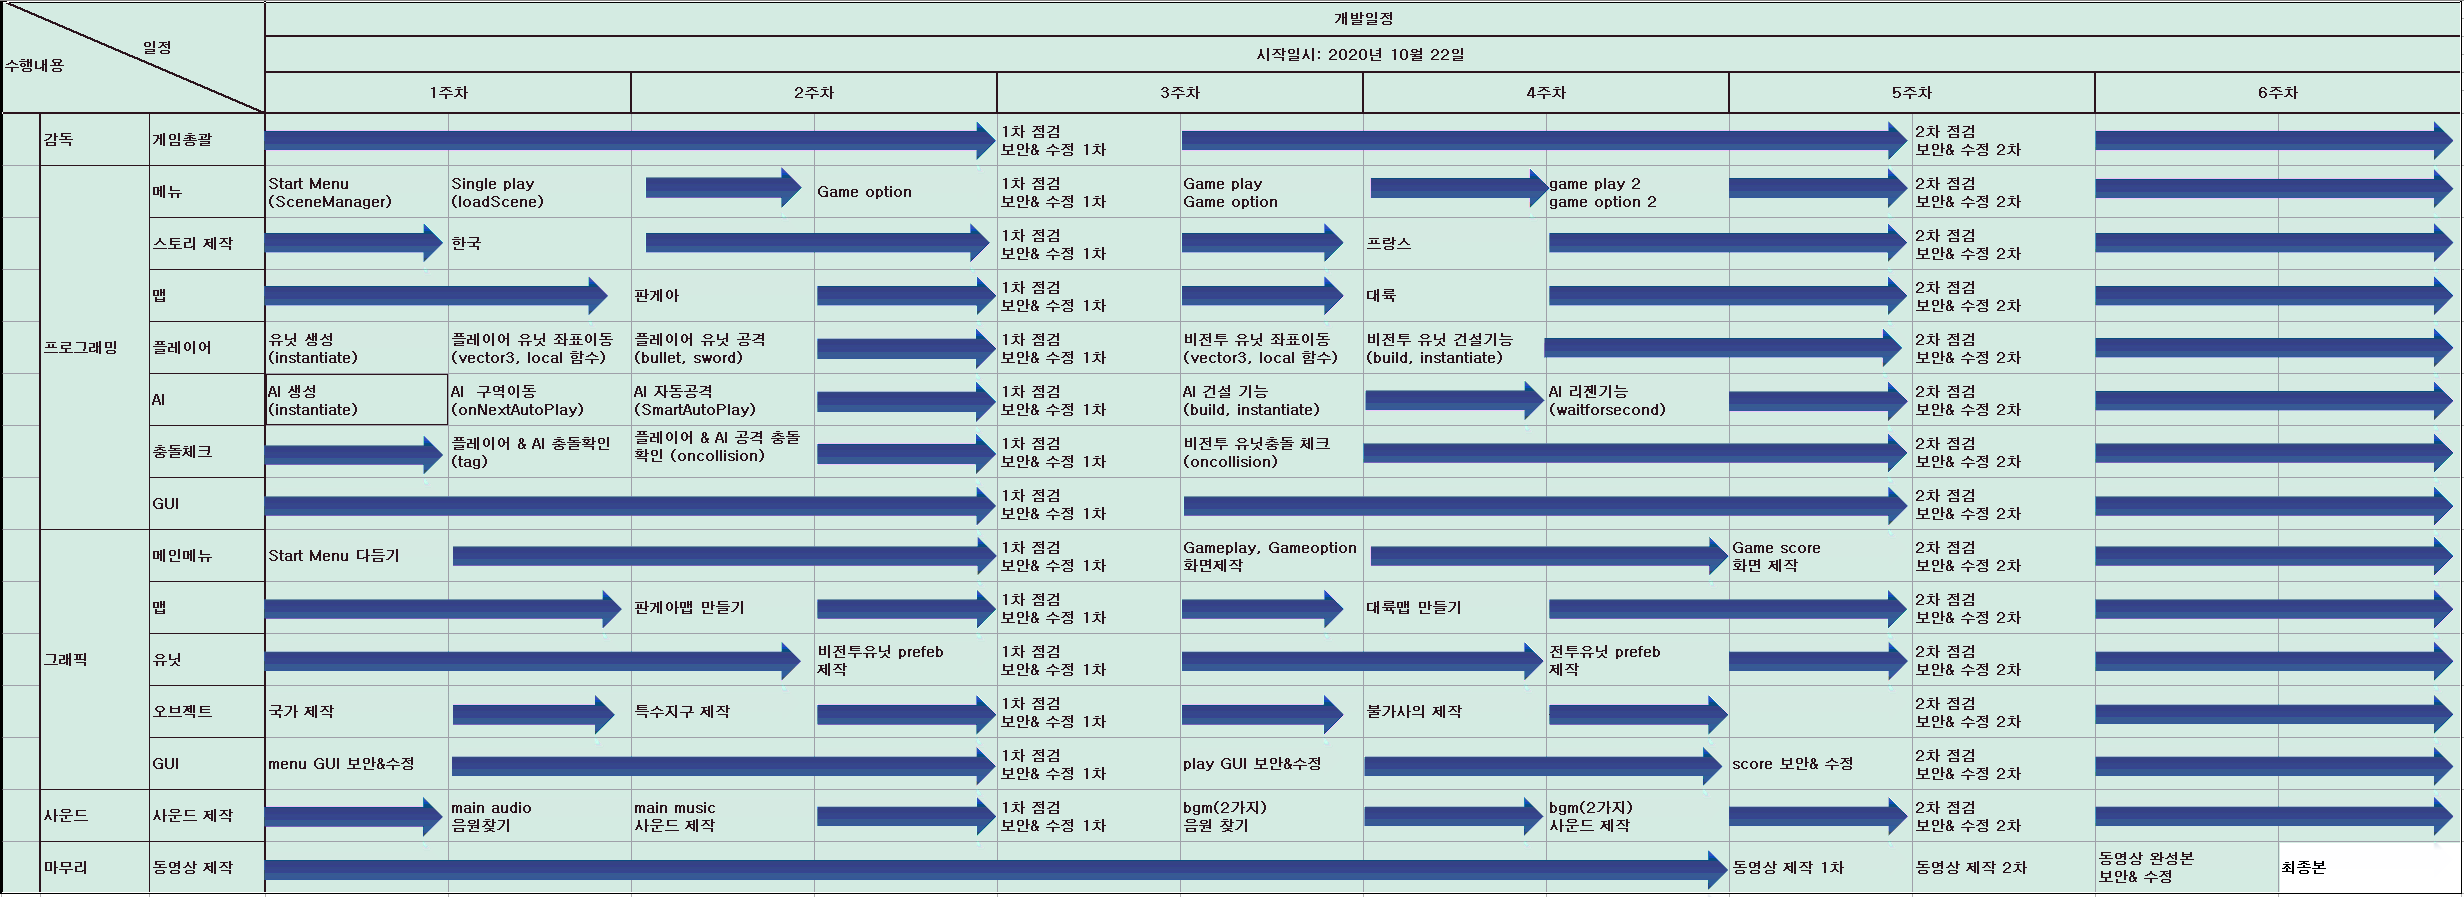 개발일정
일정
수행내용
시작일시: 2020년 10월 22일
1주차 2주차 3주차 4주차 5주차 6주차
감독 게임총괄
1차 점검 2차 점검
보안& 수정 1차 보안& 수정 2차
프로그래밍
메뉴
Start Menu Single play Game option 1차 점검 Game play game play 2 2차 점검
(SceneManager) (loadScene) 보안& 수정 1차 Game option game option 2 보안& 수정 2차
스토리 제작
한국 1차 점검 프랑스 2차 점검
보안& 수정 1차 보안& 수정 2차
맵
판게아 1차 점검 대륙 2차 점검
보안& 수정 1차 보안& 수정 2차
플레이어
유닛 생성 플레이어 유닛 좌표이동 플레이어 유닛 공격 1차 점검 비전투 유닛 좌표이동 비전투 유닛 건설기능 2차 점검
(instantiate) (vector3, local 함수) (bullet, sword) 보안& 수정 1차 (vector3, local 함수) (build, instantiate) 보안& 수정 2차
AI
AI 생성 AI 구역이동 AI 자동공격 1차 점검 AI 건설 기능 AI 리젠기능 2차 점검
(instantiate) (onNextAutoPlay) (SmartAutoPlay) 보안& 수정 1차 (build, instantiate) (waitforsecond) 보안& 수정 2차
충돌체크
플레이어 & AI 충돌확인 플레이어 & AI 공격 충돌 1차 점검 비전투 유닛충돌 체크 2차 점검
(tag) 확인 (oncollision) 보안& 수정 1차 (oncollision) 보안& 수정 2차
GUI
1차 점검 2차 점검
보안& 수정 1차 보안& 수정 2차
그래픽
메인메뉴
Start Menu 다듬기 1차 점검 Gameplay, Gameoption Game score 2차 점검
보안& 수정 1차 화면제작 화면 제작 보안& 수정 2차
맵
판게아맵 만들기 1차 점검 대륙맵 만들기 2차 점검
보안& 수정 1차 보안& 수정 2차
유닛
비전투유닛 prefeb 1차 점검 전투유닛 prefeb 2차 점검
제작 보안& 수정 1차 제작 보안& 수정 2차
오브젝트
국가 제작 특수지구 제작 1차 점검 불가사의 제작 2차 점검
보안& 수정 1차 보안& 수정 2차
GUI
menu GUI 보안&수정 1차 점검 play GUI 보안&수정 score 보안& 수정 2차 점검
보안& 수정 1차 보안& 수정 2차
사운드 사운드 제작
main audio main music 1차 점검 bgm(2가지) bgm(2가지) 2차 점검
음원찾기 사운드 제작 보안& 수정 1차 음원 찾기 사운드 제작 보안& 수정 2차
마무리 동영상 제작
동영상 제작 1차 동영상 제작 2차 동영상 완성본 최종본
보안& 수정